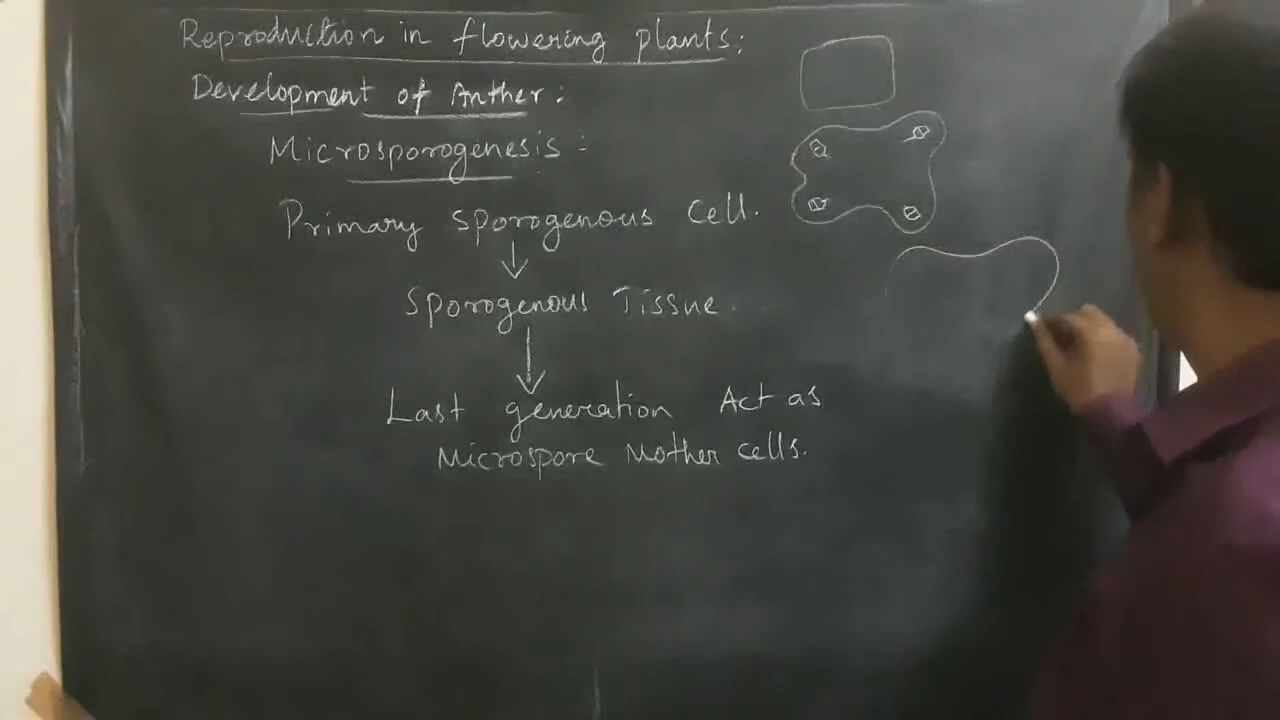 Reproduction in flowering plants:
Development of Anther:
Microsporogenesis:
Primary Sporogenous Cell.
↓
Sporogenous Tissue.
↓
Last generation Act as
Microspore Mother cells.